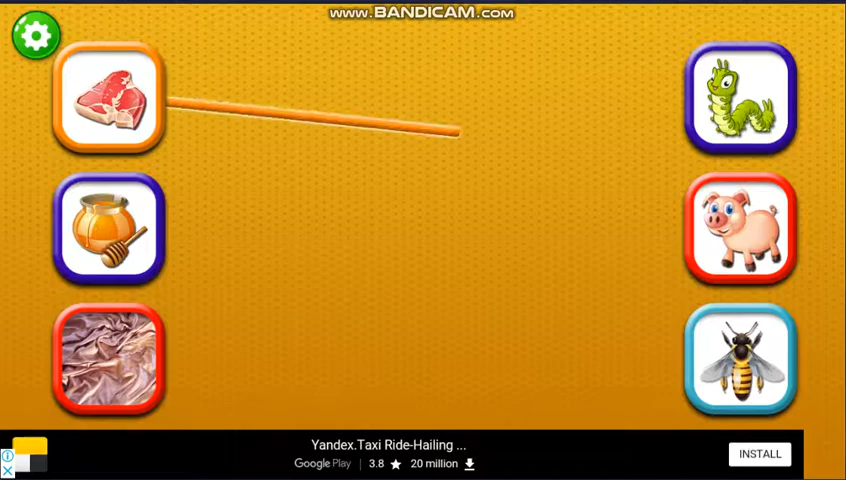 www.BANDICAM.com
Yandex.Taxi Ride-Hailing ...
Google Play 3.8 ★ 20 million
INSTALL